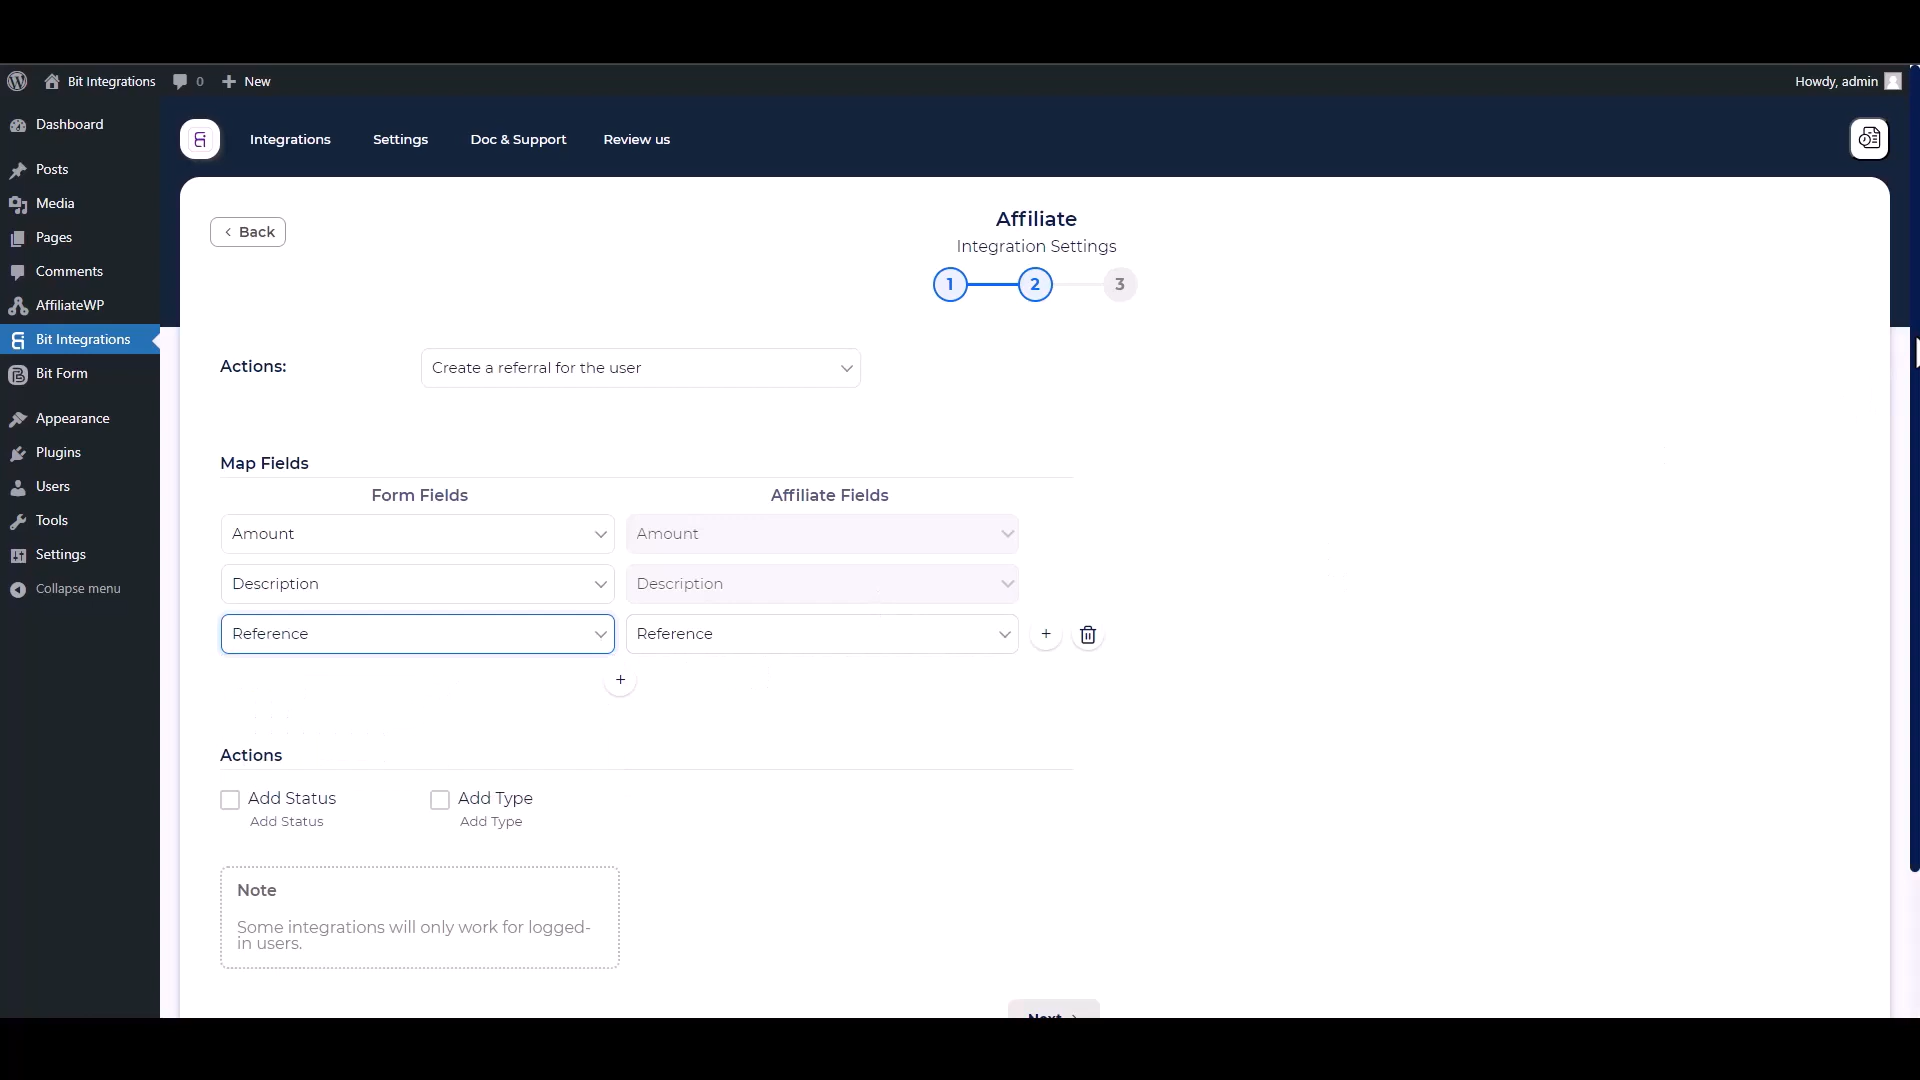 Bit Integrations
0
New
Howdy, admin
Dashboard
Posts
Media
Pages
Comments
AffiliateWP
Bit Integrations
Bit Form
Appearance
Plugins
Users
Tools
Settings
Collapse menu
Integrations
Settings
Doc & Support
Review us
Back
Affiliate
Integration Settings
1
2
3
Actions:
Create a referral for the user
Map Fields
Form Fields
Affiliate Fields
Amount
Amount
Description
Description
Reference
Reference
+
+
Actions
Add Status
Add Status
Add Type
Add Type
Note
Some integrations will only work for logged-
in users.
Next